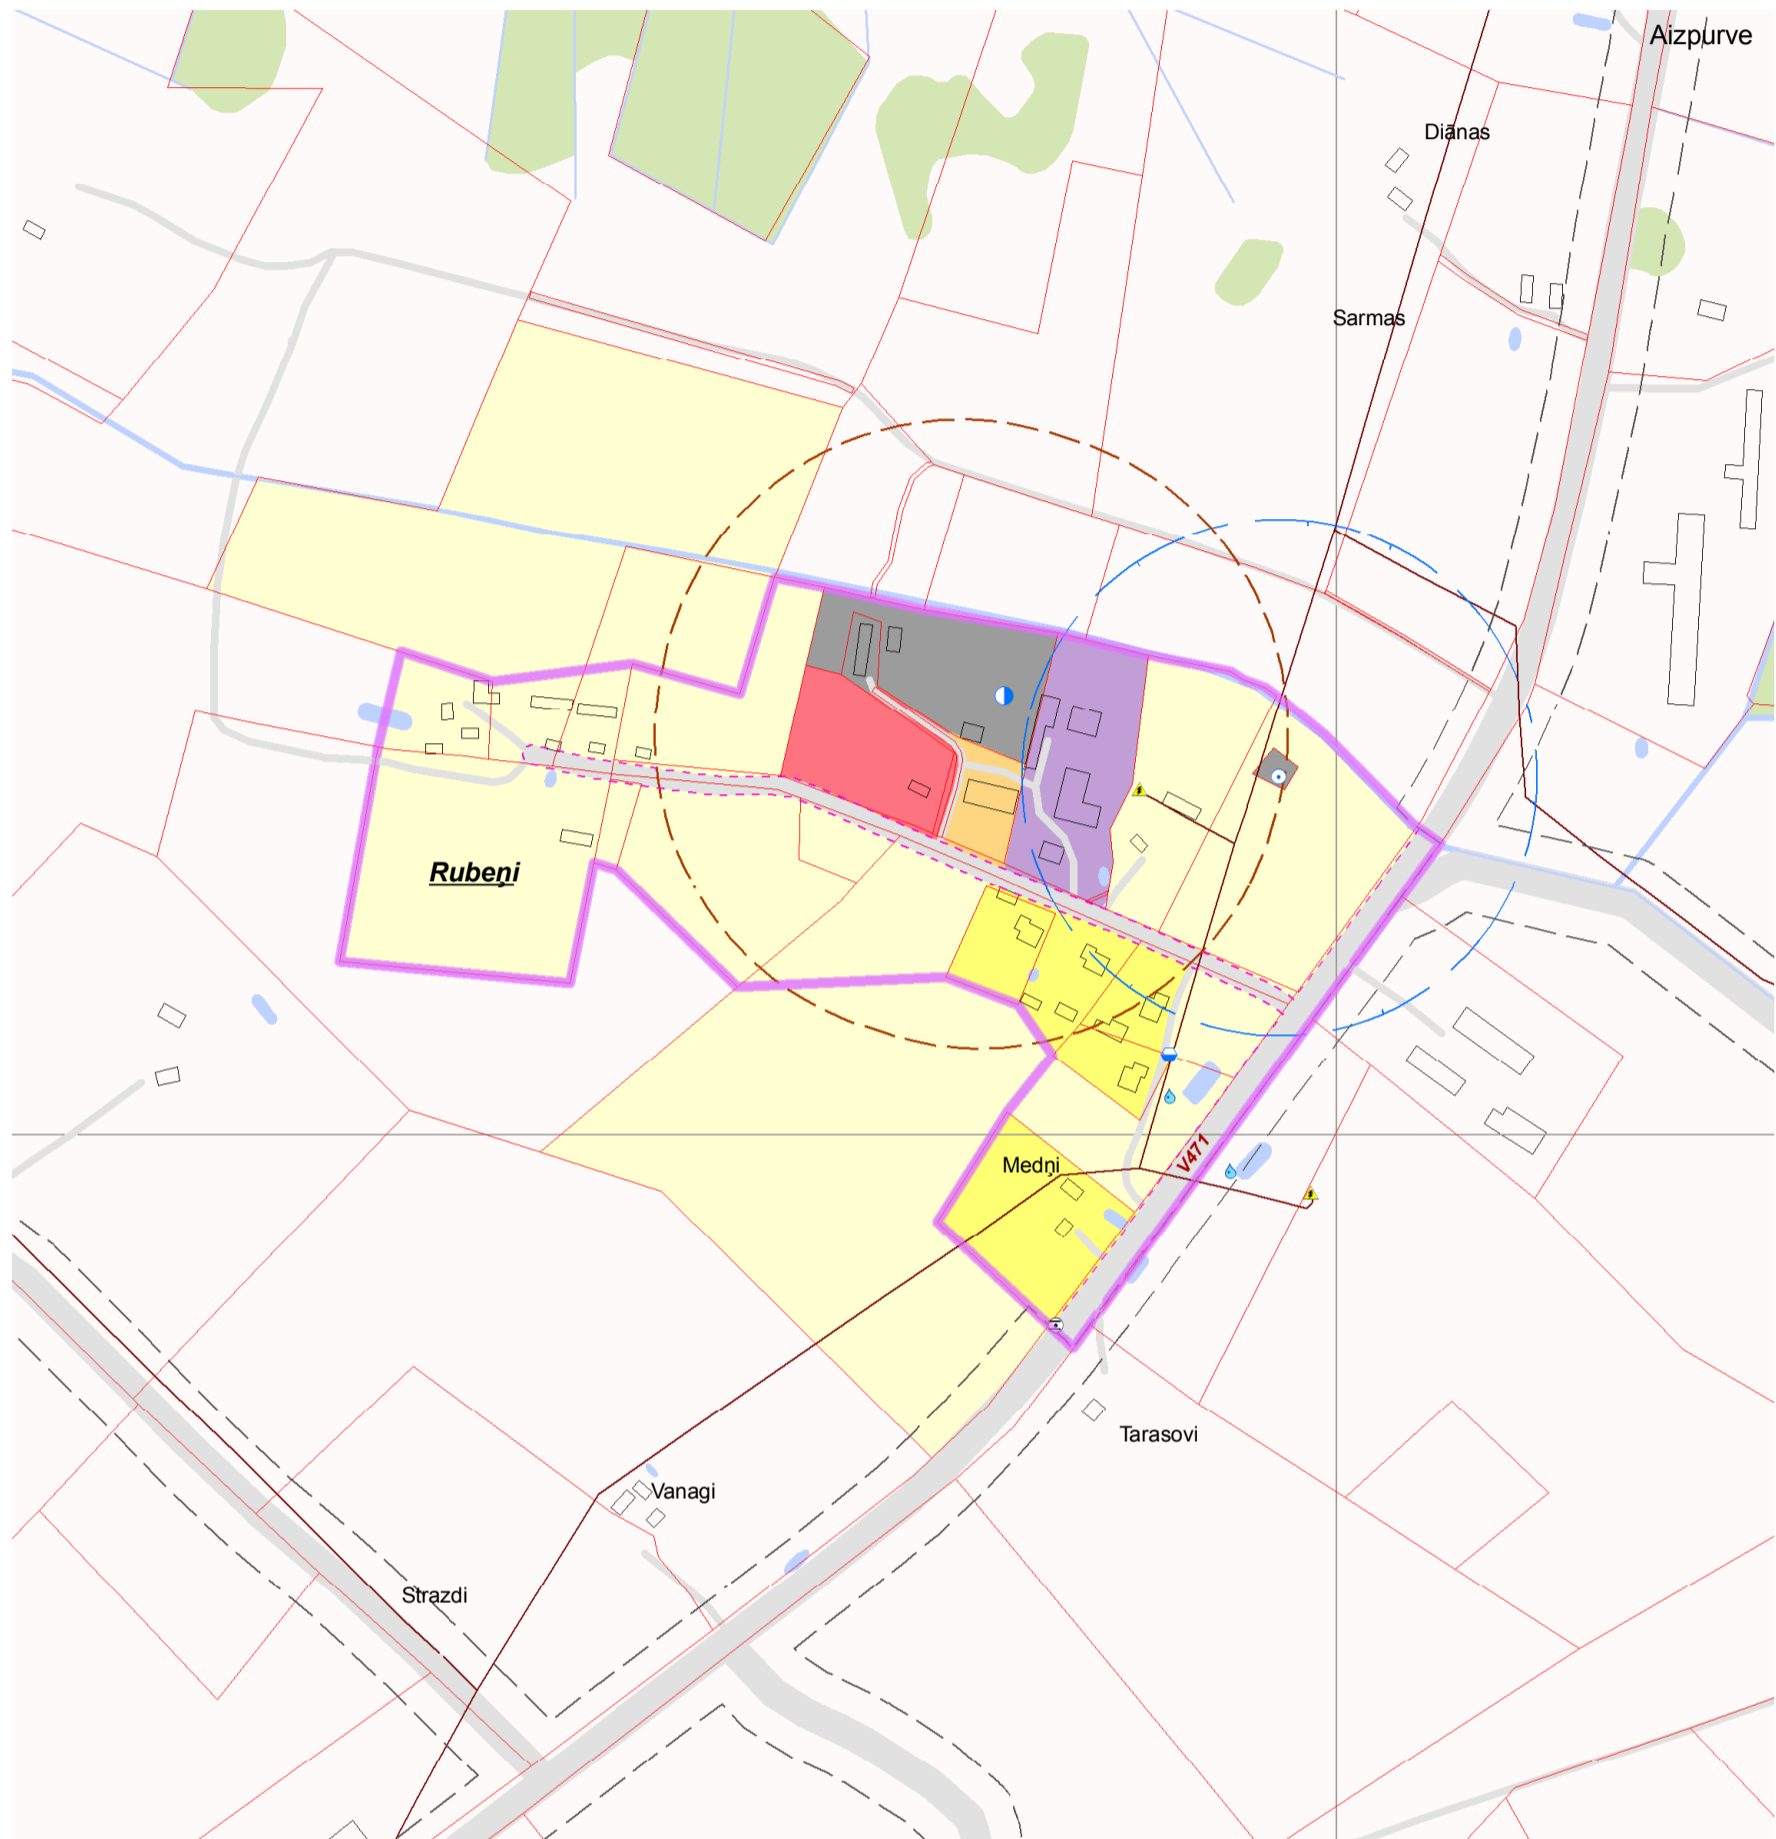 Aizpurve
Diānas
Sarmas
Rubeņi
V471
Medņi
Tarasovi
Vanagi
Strazdi